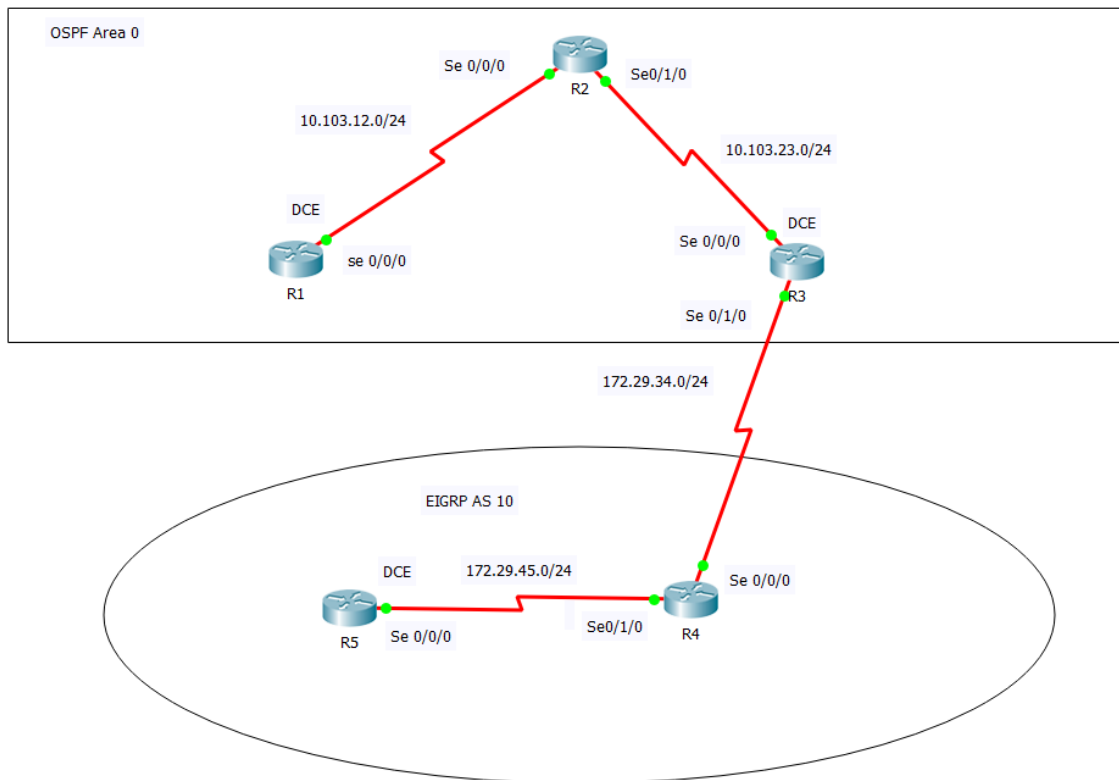 OSPF Area 0
Se 0/0/0
R2
Se0/1/0
10.103.12.0/24
10.103.23.0/24
DCE
se 0/0/0
R1
DCE
Se 0/0/0
R3
Se 0/1/0
172.29.34.0/24
EIGRP AS 10
DCE
172.29.45.0/24
Se 0/0/0
R5
Se 0/0/0
Se0/1/0
R4